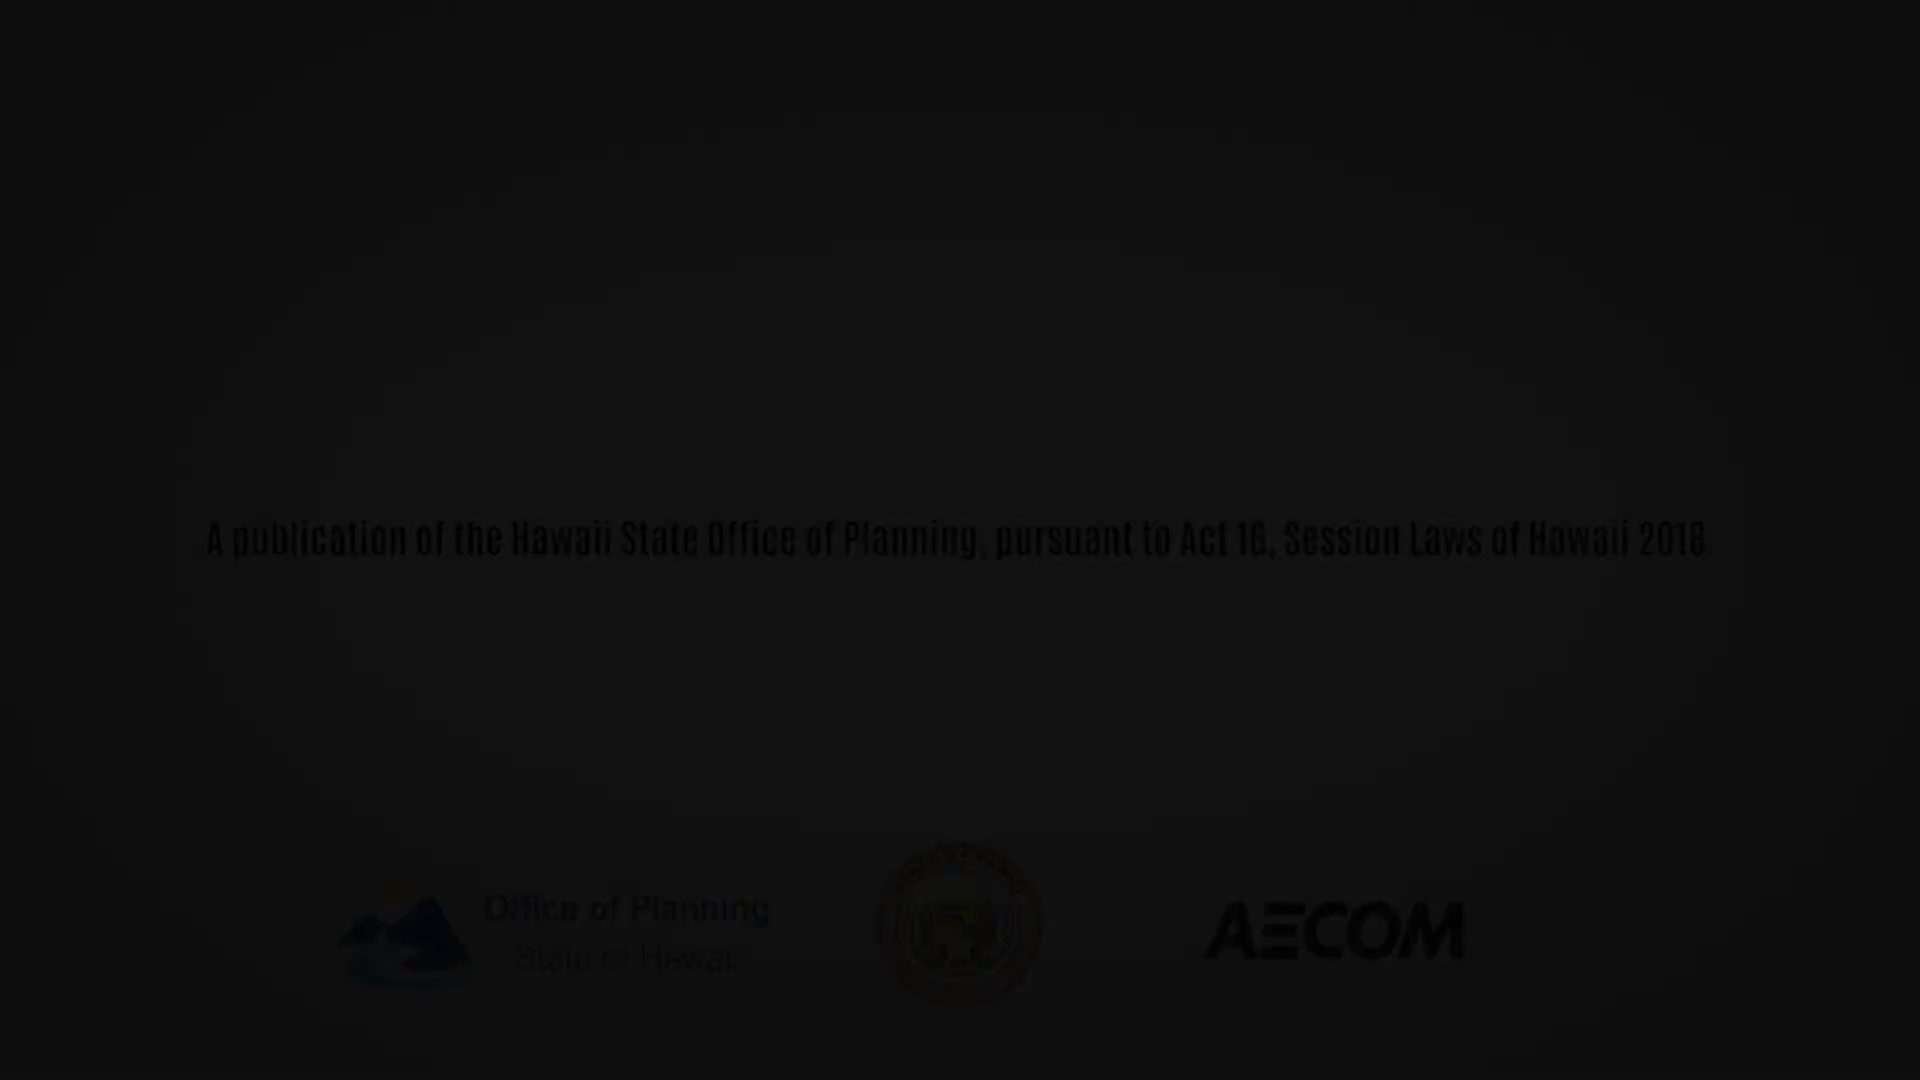 A publication of the Hawaii State Office of Planning, pursuant to Act 16, Session Laws of Hawaii 2018.
Office of Planning
State of Hawaii
AECOM